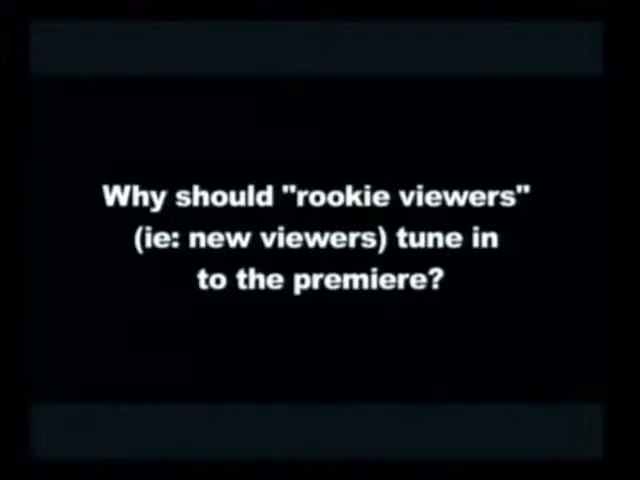 Why should "rookie viewers"
(ie: new viewers) tune in
to the premiere?